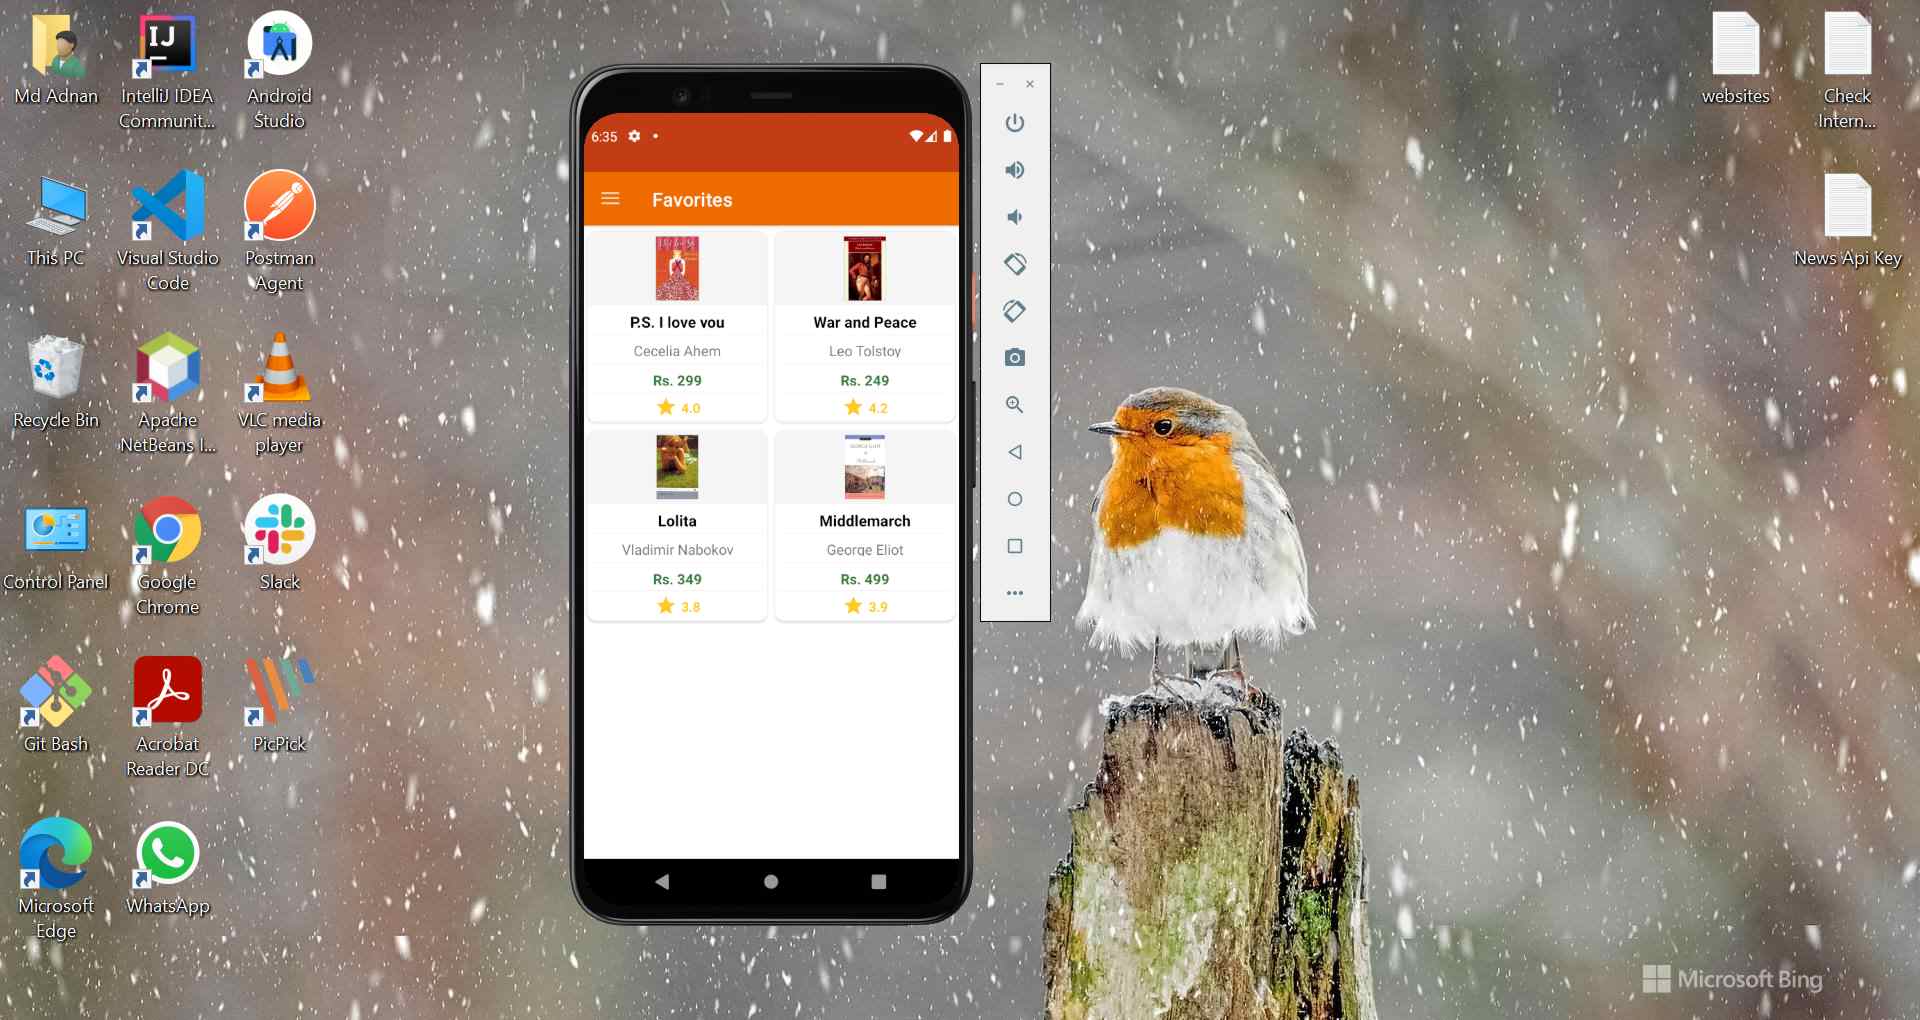 Md Adnan
IntelliJ IDEA
Communit...
Android
Studio
This PC
Visual Studio
Code
Postman
Agent
Recycle Bin
Apache
NetBeans I...
VLC media
player
Control Panel
Google
Chrome
Slack
Git Bash
Acrobat
Reader DC
PicPick
Microsoft
Edge
WhatsApp
IJ
6:35
Favorites
P.S. I love you
Cecelia Ahem
Rs. 299
4.0
War and Peace
Leo Tolstoy
Rs. 249
4.2
Lolita
Vladimir Nabokov
Rs. 349
3.8
Middlemarch
George Eliot
Rs. 499
3.9
websites
Check
Intern...
News Api Key
Microsoft Bing